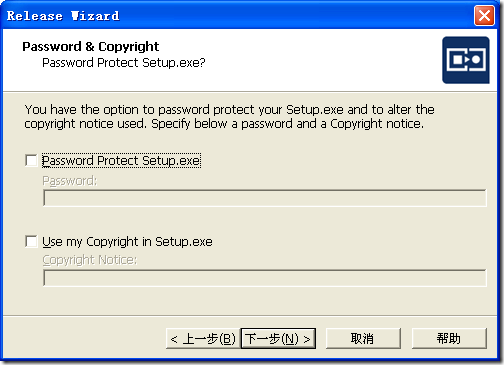 Release Wizard
Password & Copyright
Password Protect Setup.exe?
You have the option to password protect your Setup.exe and to alter the
copyright notice used. Specify below a password and a Copyright notice.
Password Protect Setup.exe
Password:
Use my Copyright in Setup.exe
Copyright Notice:
< 上一步(B) 下一步(N) > 取消 帮助